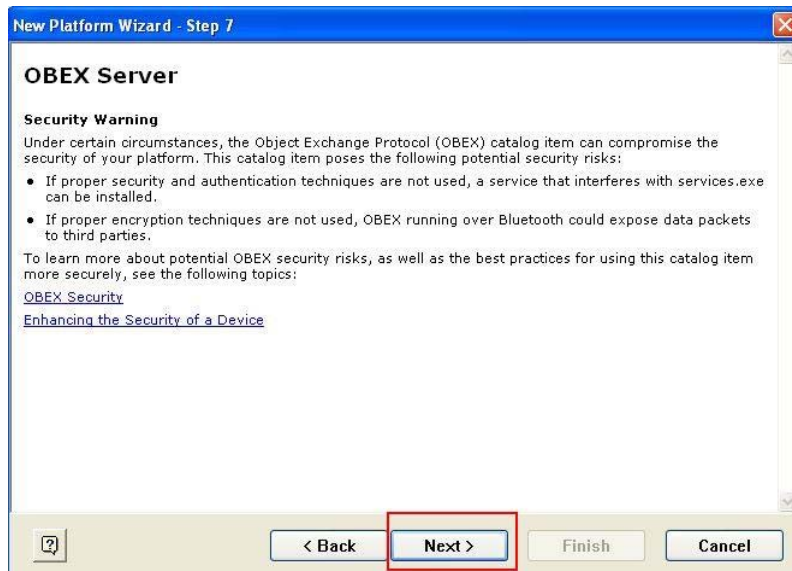 New Platform Wizard - Step 7
OBEX Server
Security Warning
Under certain circumstances, the Object Exchange Protocol (OBEX) catalog item can compromise the
security of your platform. This catalog item poses the following potential security risks:
• If proper security and authentication techniques are not used, a service that interferes with services.exe
can be installed.
• If proper encryption techniques are not used, OBEX running over Bluetooth could expose data packets
to third parties.
To learn more about potential OBEX security risks, as well as the best practices for using this catalog item
more securely, see the following topics:
OBEX Security
Enhancing the Security of a Device
? < Back Next > Finish Cancel